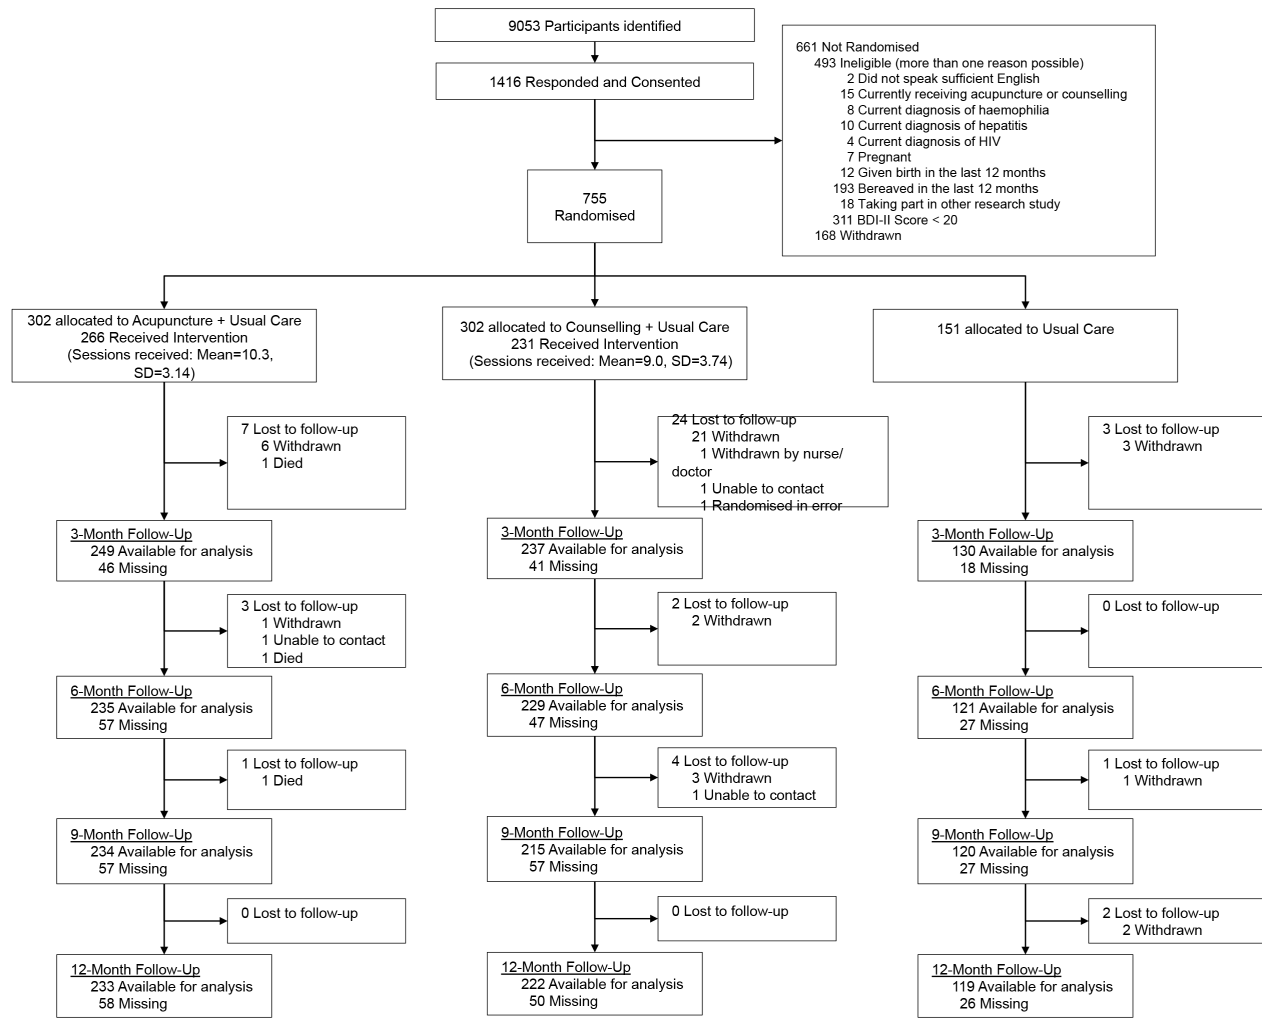 9053 Participants identified
1416 Responded and Consented
661 Not Randomised
493 Ineligible (more than one reason possible)
2 Did not speak sufficient English
15 Currently receiving acupuncture or counselling
8 Current diagnosis of haemophilia
10 Current diagnosis of hepatitis
4 Current diagnosis of HIV
7 Pregnant
12 Given birth in the last 12 months
193 Bereaved in the last 12 months
18 Taking part in other research study
311 BDI-II Score < 20
168 Withdrawn
755
Randomised
302 allocated to Acupuncture + Usual Care
266 Received Intervention
(Sessions received: Mean=10.3,
SD=3.14)
302 allocated to Counselling + Usual Care
231 Received Intervention
(Sessions received: Mean=9.0, SD=3.74)
151 allocated to Usual Care
7 Lost to follow-up
6 Withdrawn
1 Died
24 Lost to follow-up
21 Withdrawn
1 Withdrawn by nurse/
doctor
1 Unable to contact
1 Randomised in error
3 Lost to follow-up
3 Withdrawn
3-Month Follow-Up
249 Available for analysis
46 Missing
3-Month Follow-Up
237 Available for analysis
41 Missing
3-Month Follow-Up
130 Available for analysis
18 Missing
3 Lost to follow-up
1 Withdrawn
1 Unable to contact
1 Died
2 Lost to follow-up
2 Withdrawn
0 Lost to follow-up
6-Month Follow-Up
235 Available for analysis
57 Missing
6-Month Follow-Up
229 Available for analysis
47 Missing
6-Month Follow-Up
121 Available for analysis
27 Missing
1 Lost to follow-up
1 Died
4 Lost to follow-up
3 Withdrawn
1 Unable to contact
1 Lost to follow-up
1 Withdrawn
9-Month Follow-Up
234 Available for analysis
57 Missing
9-Month Follow-Up
215 Available for analysis
57 Missing
9-Month Follow-Up
120 Available for analysis
27 Missing
0 Lost to follow-up
0 Lost to follow-up
2 Lost to follow-up
2 Withdrawn
12-Month Follow-Up
233 Available for analysis
58 Missing
12-Month Follow-Up
222 Available for analysis
50 Missing
12-Month Follow-Up
119 Available for analysis
26 Missing